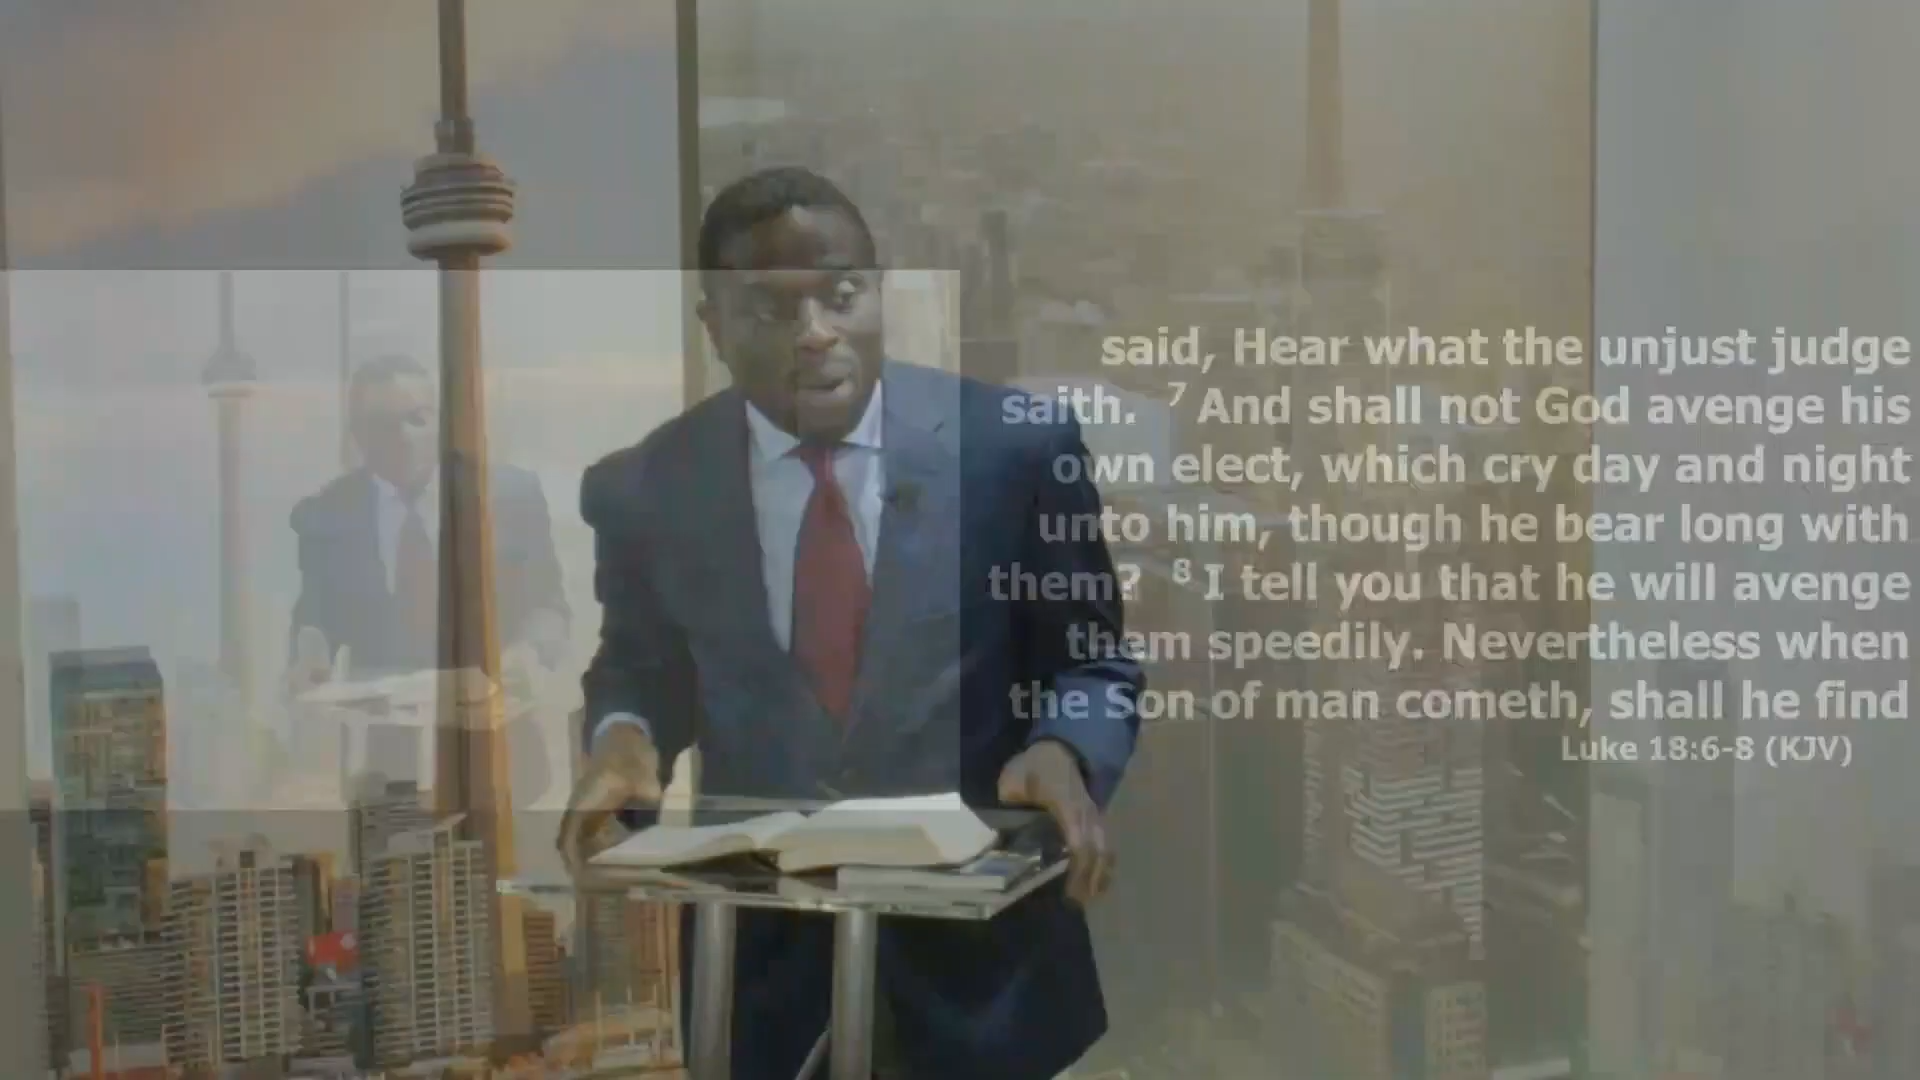 said, Hear what the unjust judge
saith. ⁷ And shall not God avenge his
own elect, which cry day and night
unto him, though he bear long with
them? ⁸ I tell you that he will avenge
them speedily. Nevertheless when
the Son of man cometh, shall he find
Luke 18:6-8 (KJV)